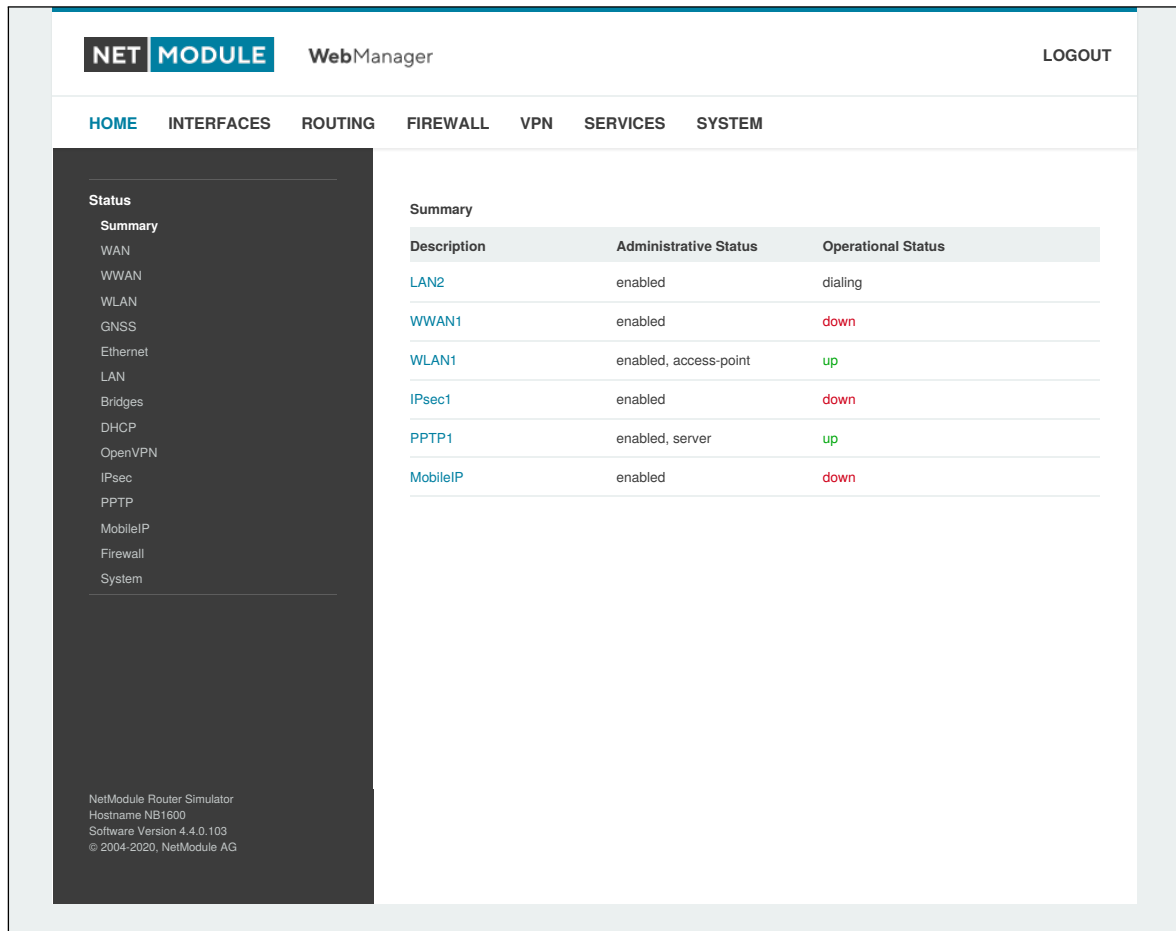 NET MODULE WebManager LOGOUT
HOME INTERFACES ROUTING FIREWALL VPN SERVICES SYSTEM
Status
Summary
WAN
WWAN
WLAN
GNSS
Ethernet
LAN
Bridges
DHCP
OpenVPN
IPsec
PPTP
MobileIP
Firewall
System
NetModule Router Simulator
Hostname NB1600
Software Version 4.4.0.103
© 2004-2020, NetModule AG
Summary
Description Administrative Status Operational Status
LAN2 enabled dialing
WWAN1 enabled down
WLAN1 enabled, access-point up
IPsec1 enabled down
PPTP1 enabled, server up
MobileIP enabled down